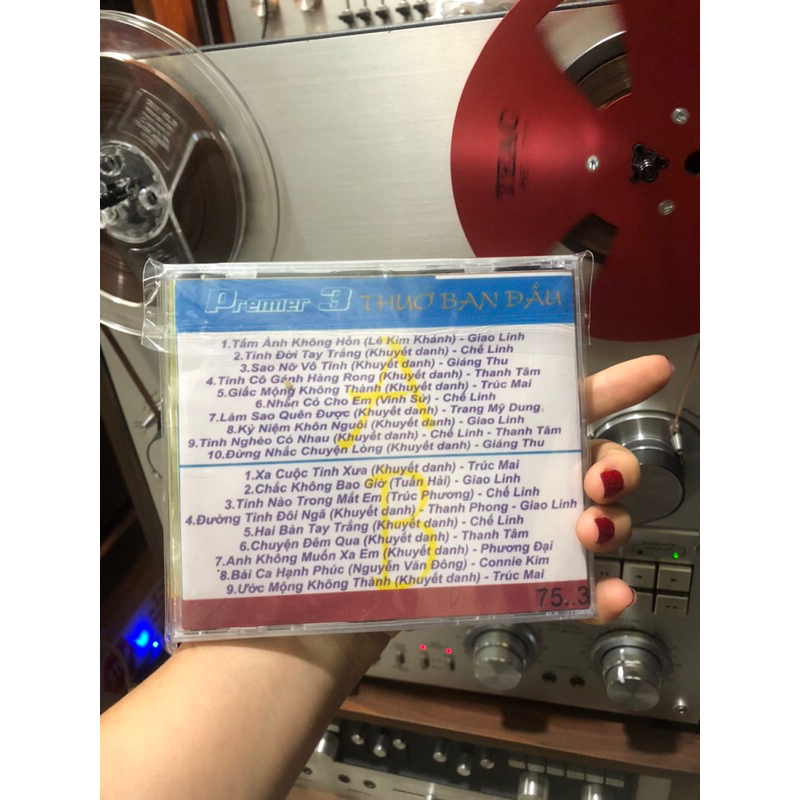 TEAC
Premier 3 THUƠ BAN ĐẦU
1.Tấm Ảnh Không Hồn (Lê Kim Khánh) - Giao Linh
2.Tình Đời Tay Trắng (Khuyết danh) - Chế Linh
3.Sao Nỡ Vô Tình (Khuyết danh) - Giáng Thu
4.Tình Cô Gánh Hàng Rong (Khuyết danh) - Thanh Tâm
5.Giấc Mộng Không Thành (Khuyết danh) - Trúc Mai
6.Nhẫn Cỏ Cho Em (Vinh Sử) - Chế Linh
7.Làm Sao Quên Được (Khuyết danh) - Trang Mỹ Dung
8.Kỷ Niệm Khôn Nguôi (Khuyết danh) - Giao Linh
9.Tình Nghèo Có Nhau (Khuyết danh) - Chế Linh - Thanh Tâm
10.Đừng Nhắc Chuyện Lòng (Khuyết danh) - Giáng Thu
A
1.Xa Cuộc Tình Xưa (Khuyết danh) - Trúc Mai
2.Chắc Không Bao Giờ (Tuấn Hải) - Giao Linh
3.Tình Nào Trong Mắt Em (Trúc Phương) - Chế Linh
4.Đường Tình Đôi Ngã (Khuyết danh) - Thanh Phong - Giao Linh
5.Hai Bàn Tay Trắng (Khuyết danh) - Chế Linh
6.Chuyện Đêm Qua (Khuyết danh) - Thanh Tâm
7.Anh Không Muốn Xa Em (Khuyết danh) - Phương Đại
8.Bài Ca Hạnh Phúc (Nguyễn Văn Đông) - Connie Kim
9.Ước Mộng Không Thành (Khuyết danh) - Trúc Mai
B
75..3